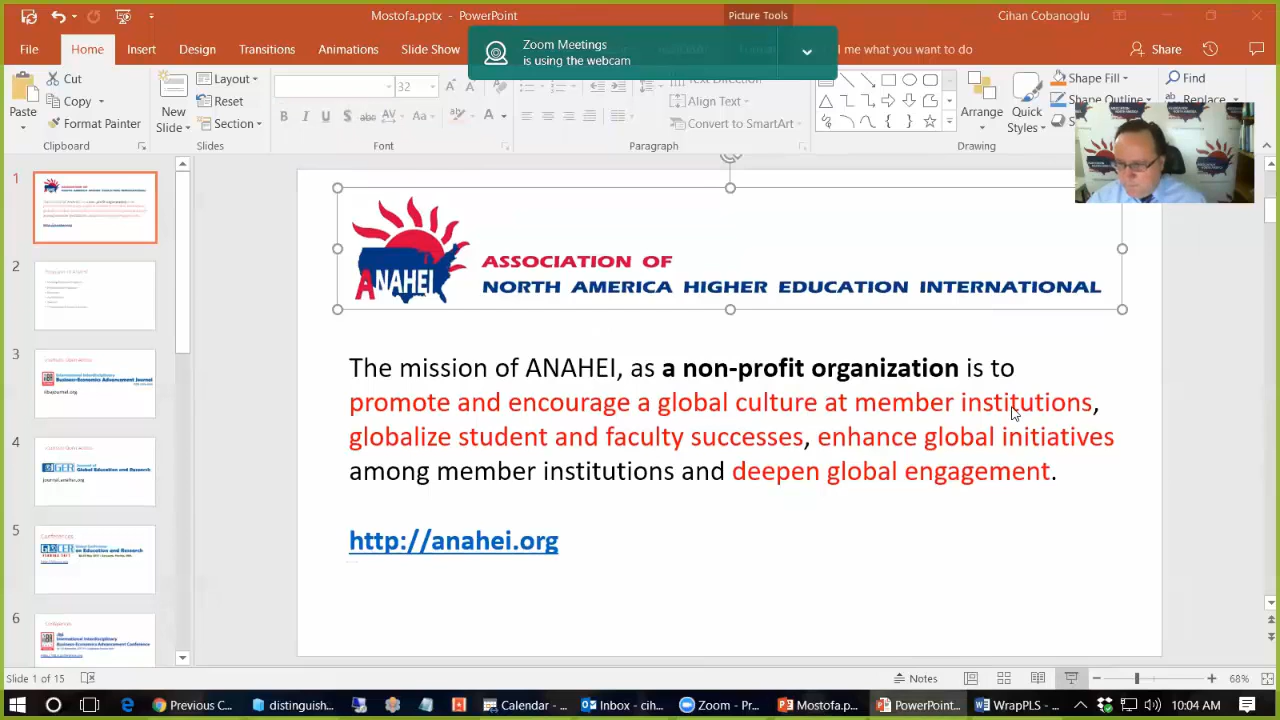 Mostofa.pptx - PowerPoint
Picture Tools
Cihan Cobanoglu
File
Home
Insert
Design
Transitions
Animations
Slide Show
Zoom Meetings
is using the webcam
l me what you want to do
Share
Paste
Cut
Copy
Format Painter
Clipboard
New
Slide
Layout
Reset
Section
Slides
32
Font
Text Direction
Align Text
Convert to SmartArt
Paragraph
Arrange
Quick
Styles
Shape Fill
Shape Outline
Drawing
Find
Replace
1
2
3
4
5
6
ANAHEI
ASSOCIATION OF
NORTH AMERICA HIGHER EDUCATION INTERNATIONAL
The mission of ANAHEI, as a non-profit organization is to
promote and encourage a global culture at member institutions,
globalize student and faculty successes, enhance global initiatives
among member institutions and deepen global engagement.
http://anahei.org
Slide 1 of 15
Notes
68%
Previous C...
distinguish...
Calendar - ...
Inbox - cih...
Zoom - Pr...
Mostofa.p...
PowerPoint...
WrapPLS - ...
10:04 AM